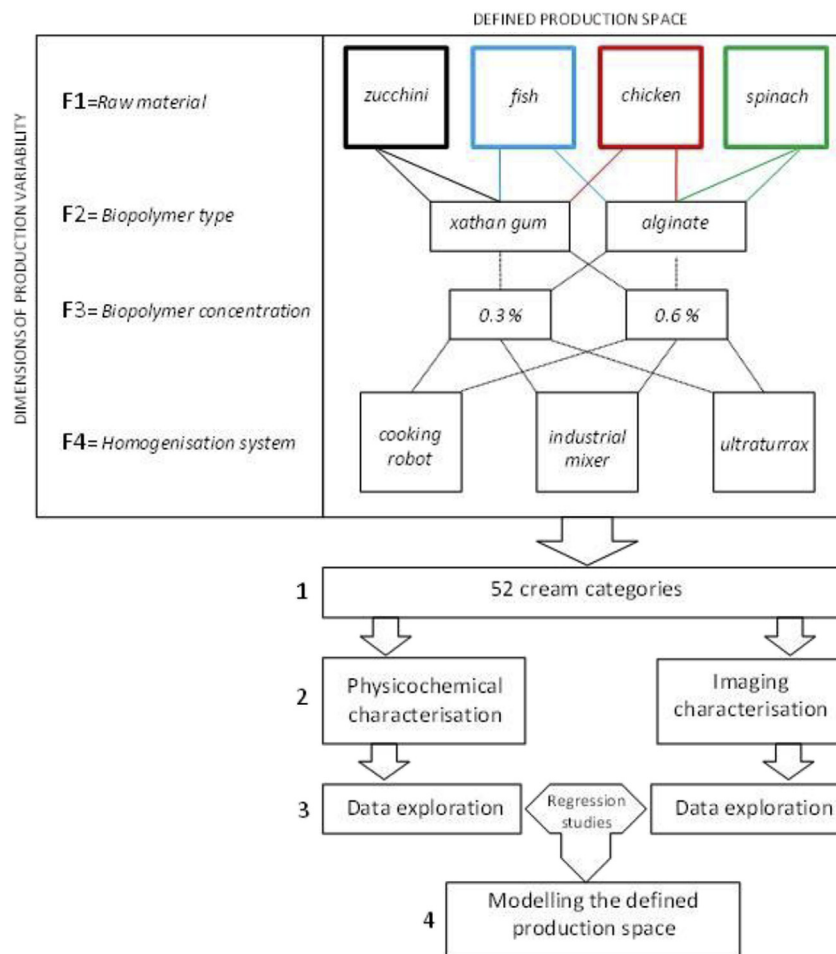 DEFINED PRODUCTION SPACE
DIMENSIONS OF PRODUCTION VARIABILITY
F1=Raw material
zucchini
fish
chicken
spinach
F2= Biopolymer type
xathan gum
alginate
F3= Biopolymer concentration
0.3 %
0.6 %
F4= Homogenisation system
cooking
robot
industrial
mixer
ultraturrax
1
52 cream categories
2
Physicochemical
characterisation
Imaging
characterisation
3
Data exploration
Regression
studies
Data exploration
4
Modelling the defined
production space